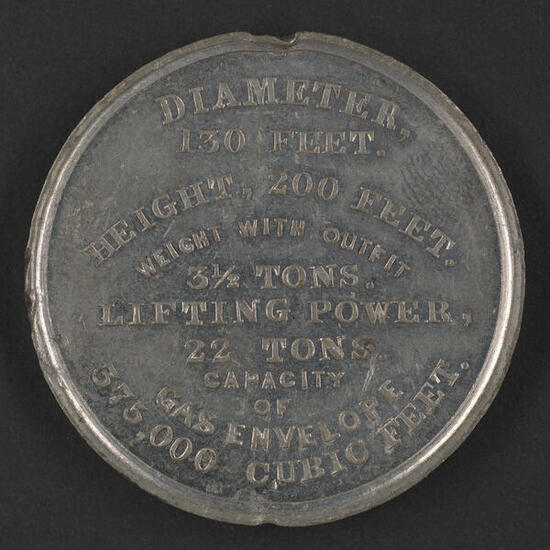 DIAMETER,
130 FEET.
HEIGHT, 200 FEET.
WEIGHT WITH OUTFIT
3½ TONS.
LIFTING POWER,
22 TONS.
CAPACITY
OF
GAS ENVELOPE,
375,000 CUBIC FEET.